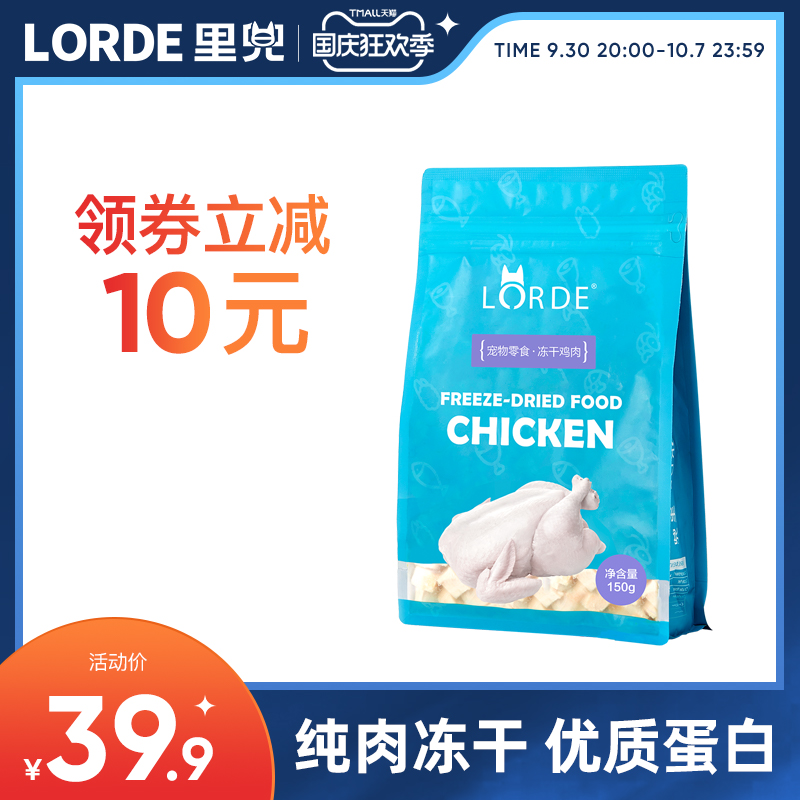 LORDE 里兜
TMALL天猫
国庆狂欢季
TIME 9.30 20:00-10.7 23:59
领券立减
10元
LORDE®
{宠物零食·冻干鸡肉}
FREEZE-DRIED FOOD
CHICKEN
净含量
150g
活动价
¥39.9
纯肉冻干 优质蛋白